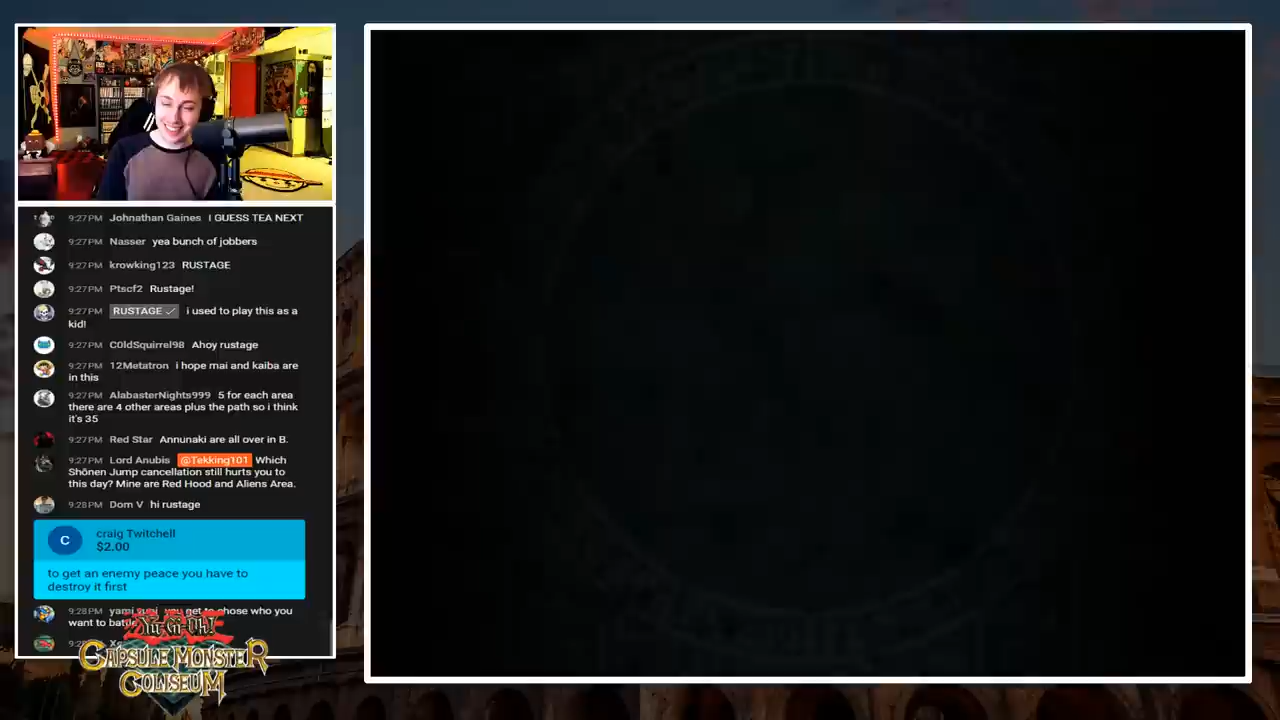 9:27PM Johnathan Gaines I GUESS TEA NEXT
9:27PM Nasser yea bunch of jobbers
9:27PM krowking123 RUSTAGE
9:27PM Ptscf2 Rustage!
9:27PM RUSTAGE ✓ i used to play this as a
kid!
9:27PM C0ldSquirrel98 Ahoy rustage
9:27PM 12Metatron i hope mai and kaiba are
in this
9:27PM AlabasterNights999 5 for each area
there are 4 other areas plus the path so i think
it's 35
9:27PM Red Star Annunaki are all over in B.
9:27PM Lord Anubis @Tekking101 Which
Shōnen Jump cancellation still hurts you to
this day? Mine are Red Hood and Aliens Area.
9:28PM Dom V hi rustage
C
craig Twitchell
$2.00
to get an enemy peace you have to
destroy it first
9:28PM yami yugi you get to chose who you
want to battle
Yu-Gi-Oh!
CAPSULE MONSTER
COLISEUM